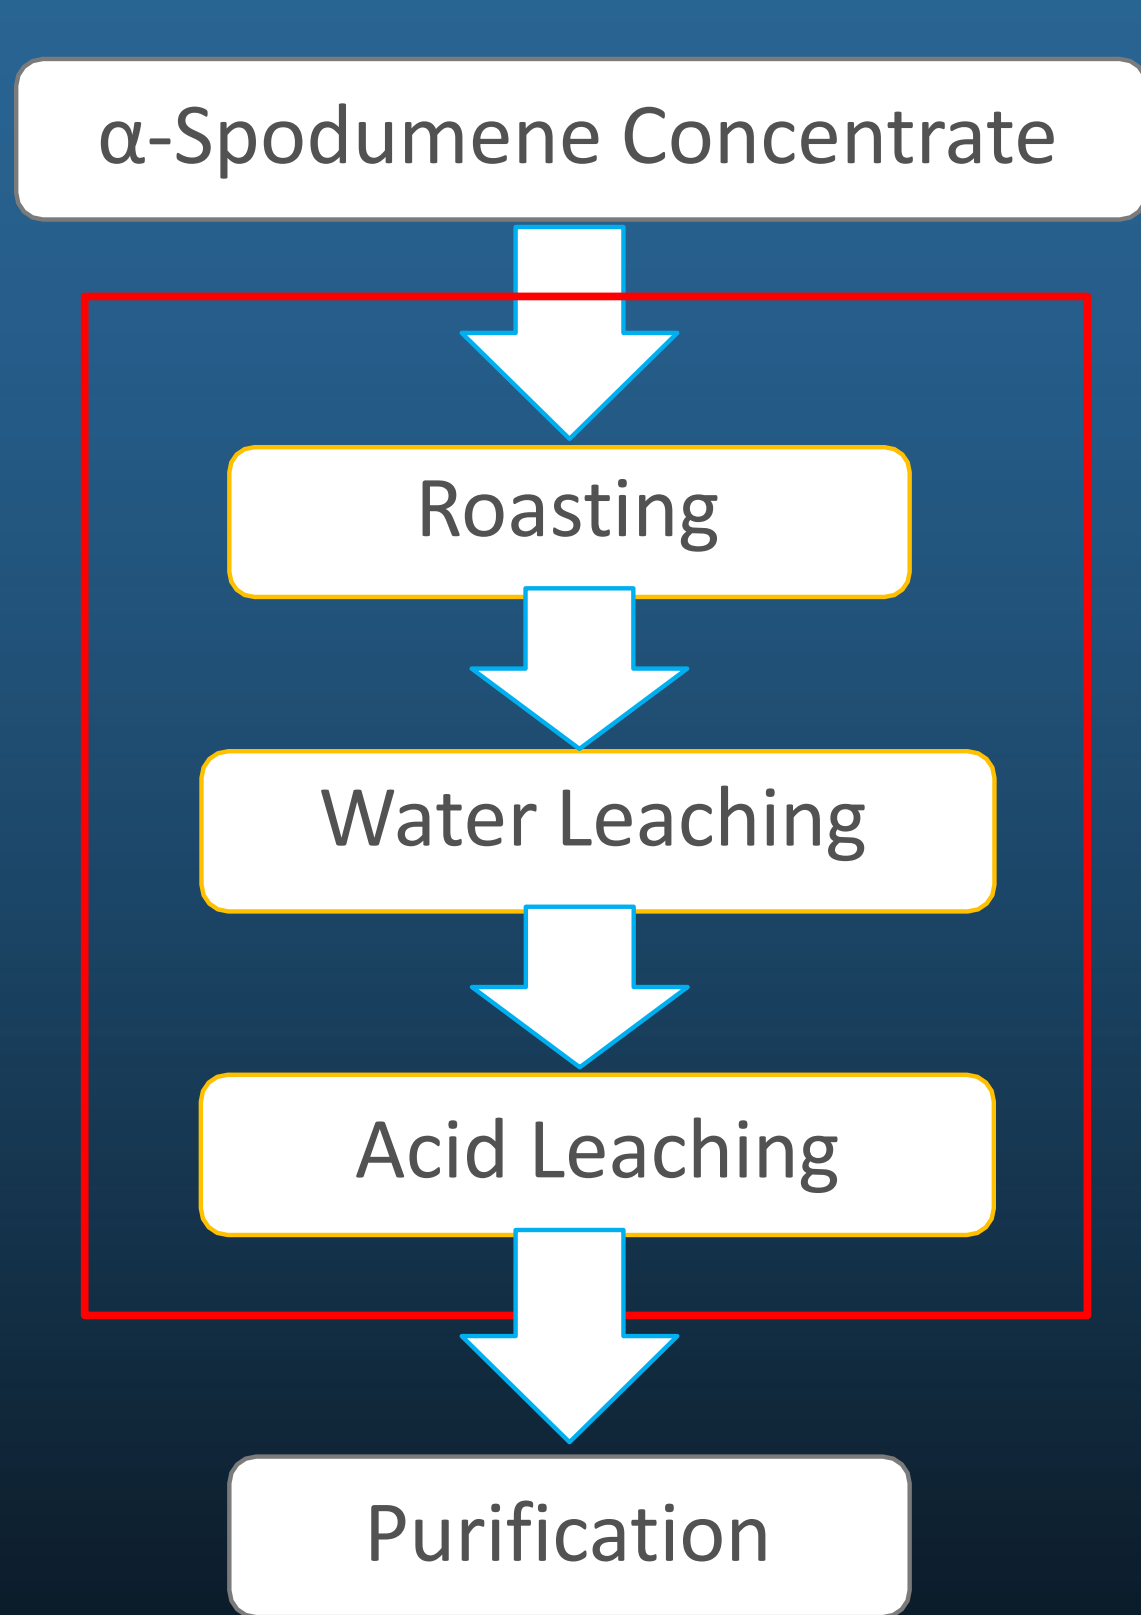 α-Spodumene Concentrate
Roasting
Water Leaching
Acid Leaching
Purification